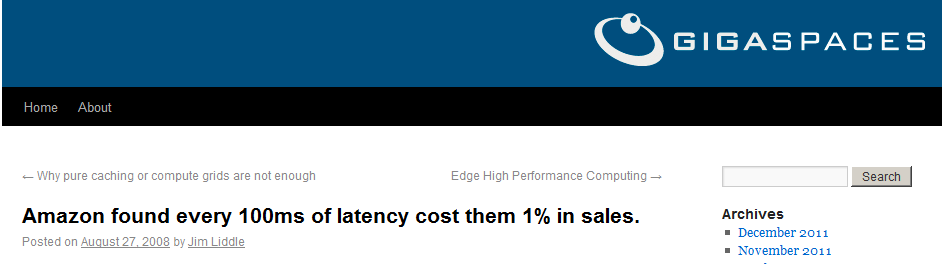 GIGASPACES
Home About
← Why pure caching or compute grids are not enough Edge High Performance Computing →
Search
Amazon found every 100ms of latency cost them 1% in sales.
Posted on August 27, 2008 by Jim Liddle
Archives
December 2011
November 2011